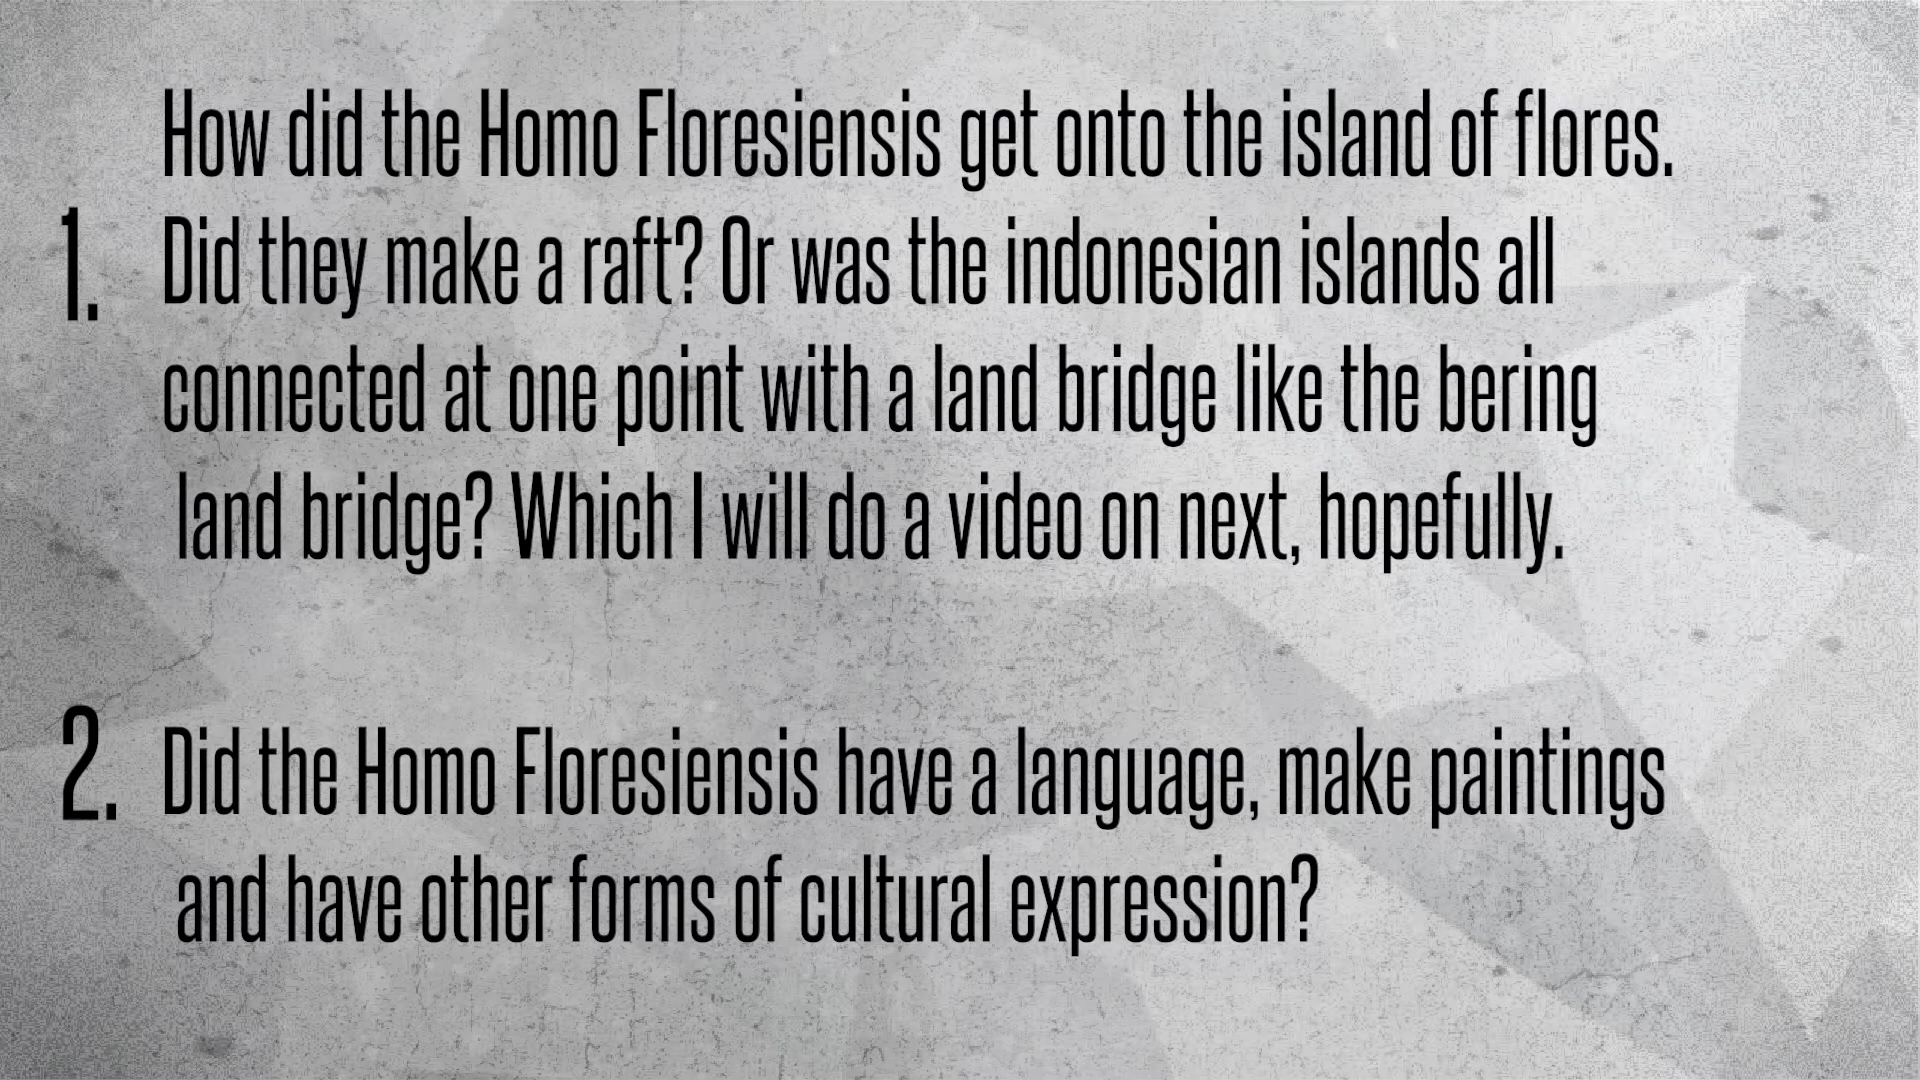 How did the Homo Floresiensis get onto the island of flores.
1. Did they make a raft? Or was the indonesian islands all
connected at one point with a land bridge like the bering
land bridge? Which I will do a video on next, hopefully.
2. Did the Homo Floresiensis have a language, make paintings
and have other forms of cultural expression?